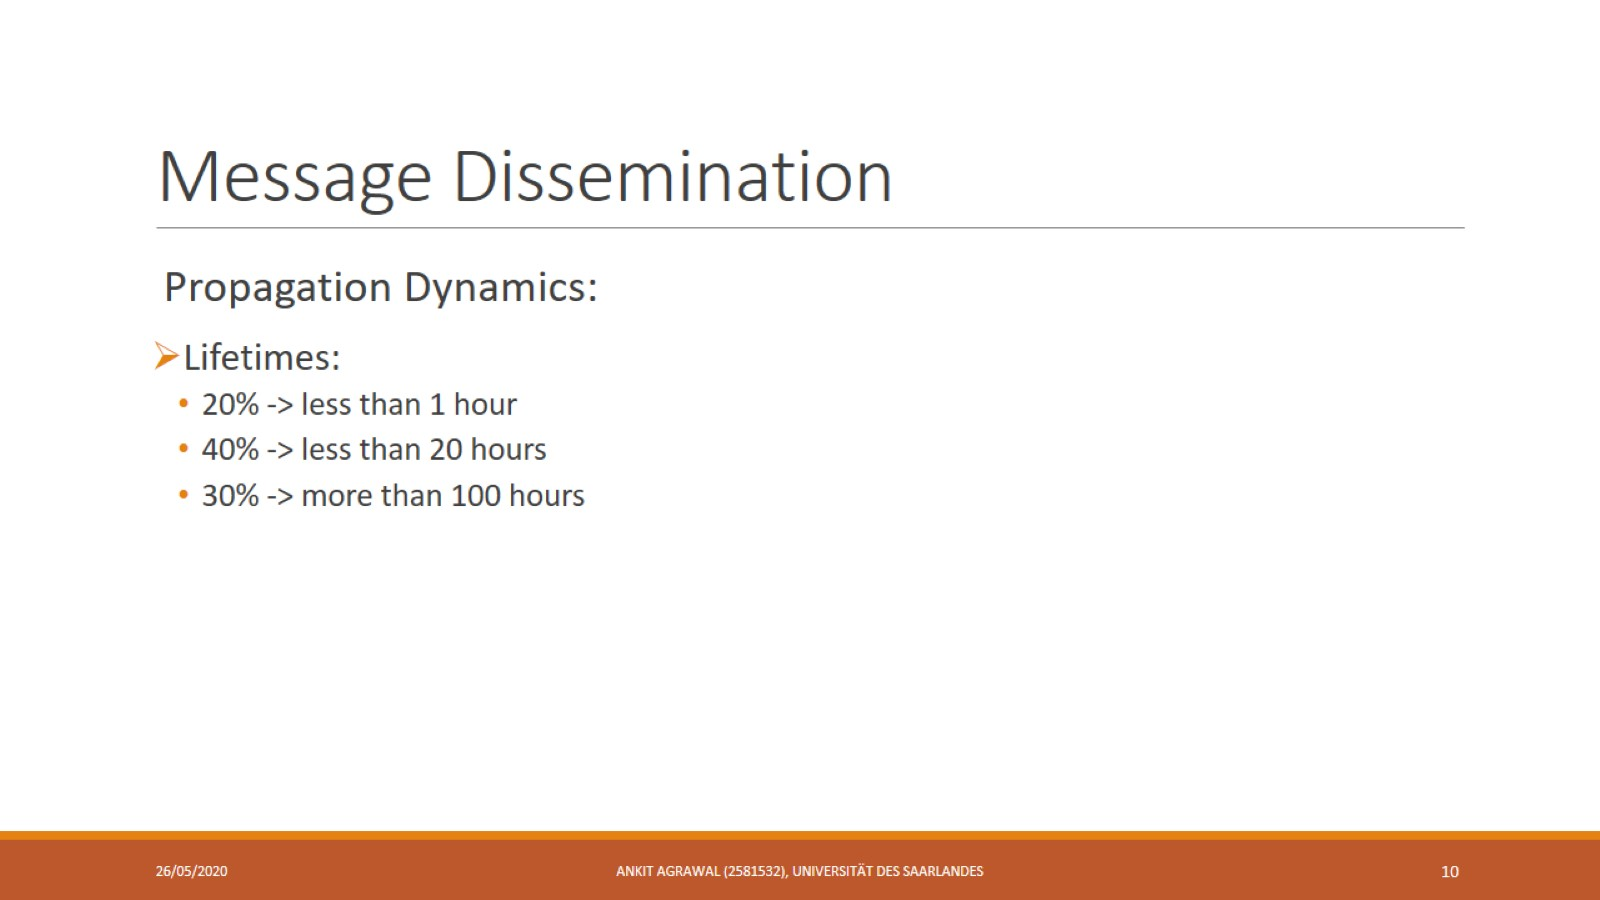 Message Dissemination
Propagation Dynamics:
Lifetimes:
• 20% -> less than 1 hour
• 40% -> less than 20 hours
• 30% -> more than 100 hours
26/05/2020
ANKIT AGRAWAL (2581532), UNIVERSITÄT DES SAARLANDES
10